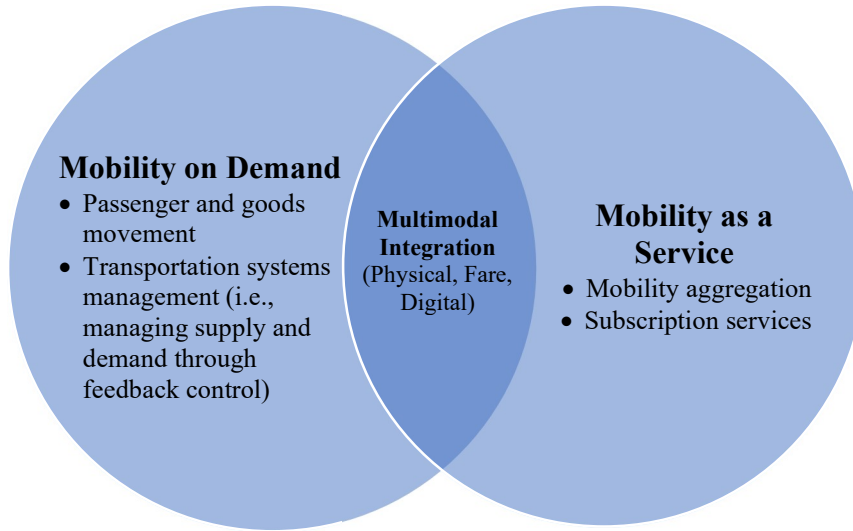 Mobility on Demand
• Passenger and goods
movement
• Transportation systems
management (i.e.,
managing supply and
demand through
feedback control)
Multimodal
Integration
(Physical, Fare,
Digital)
Mobility as a
Service
• Mobility aggregation
• Subscription services